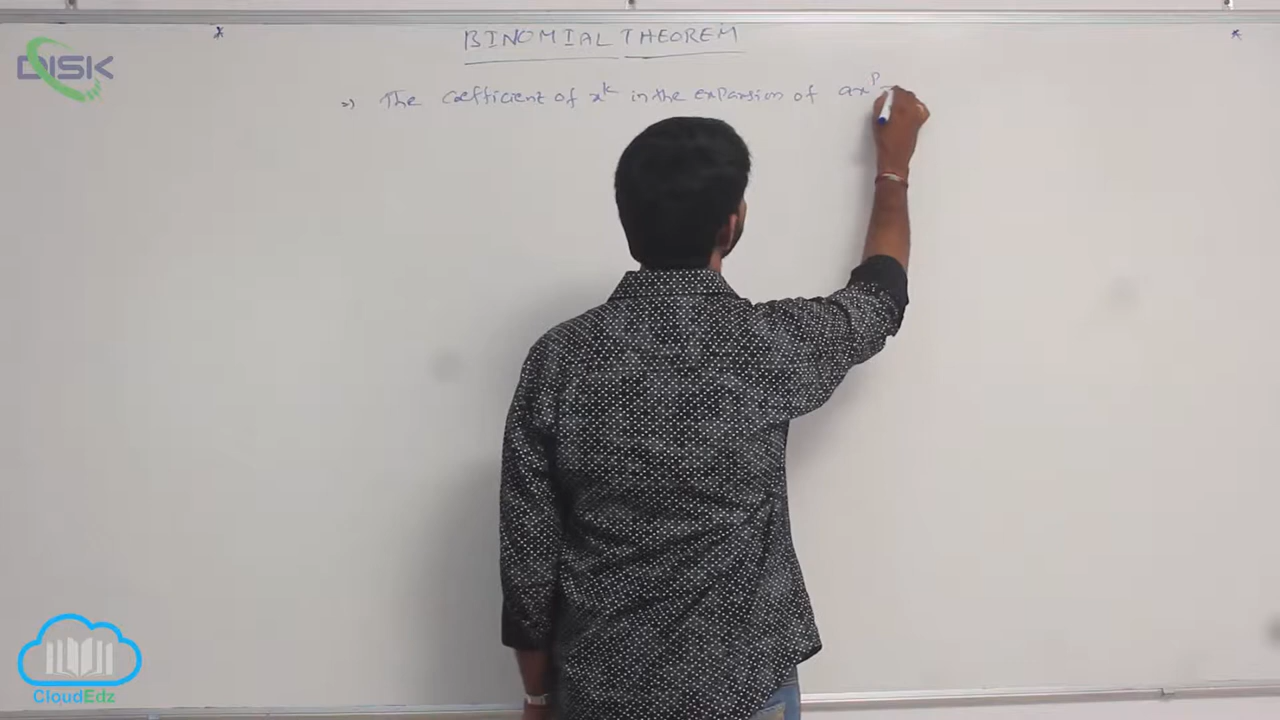 DISK
BINOMIAL THEOREM
⇒ The coefficient of x^k in the expansion of ax^p
CloudEdz